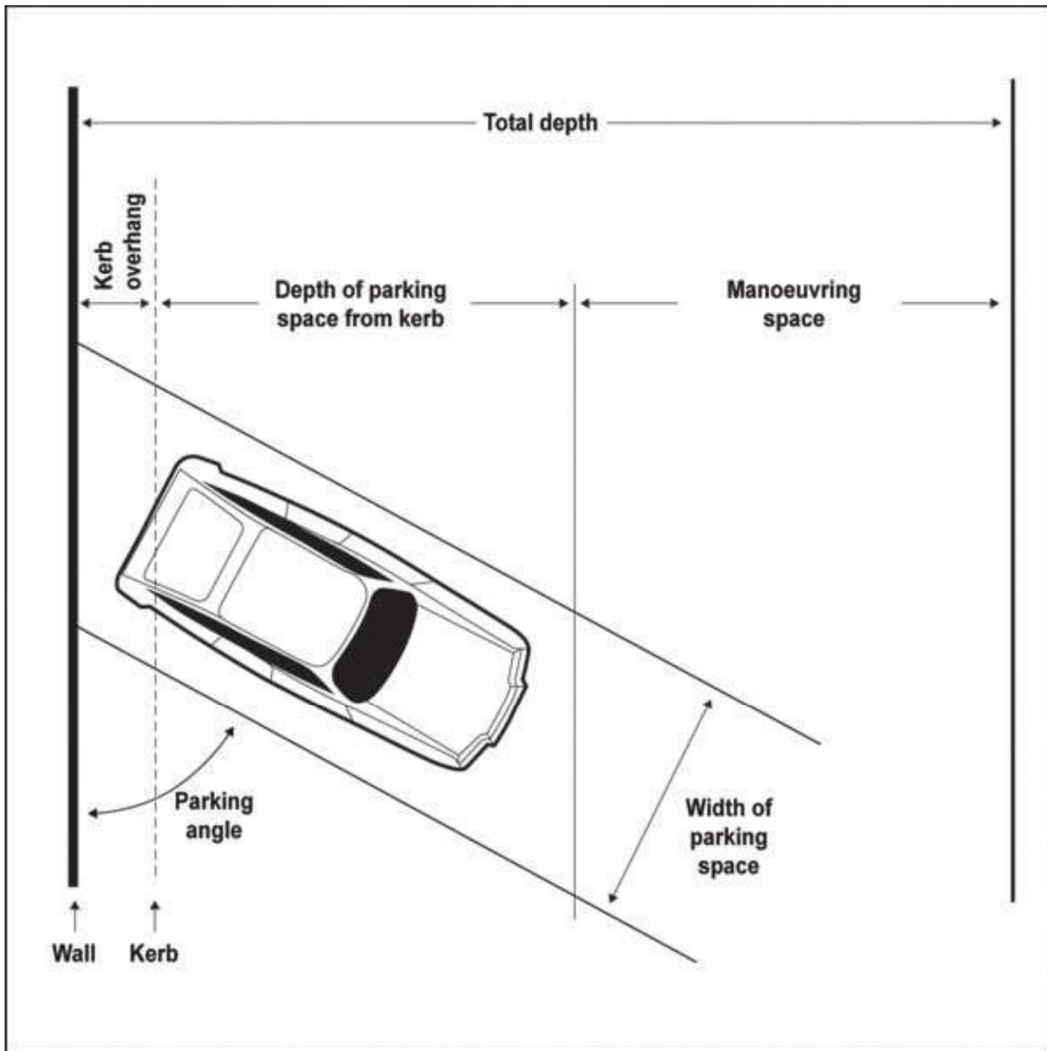 Total depth
Kerb
overhang
Depth of parking
space from kerb
Manoeuvring
space
Parking
angle
Width of
parking
space
Wall
Kerb